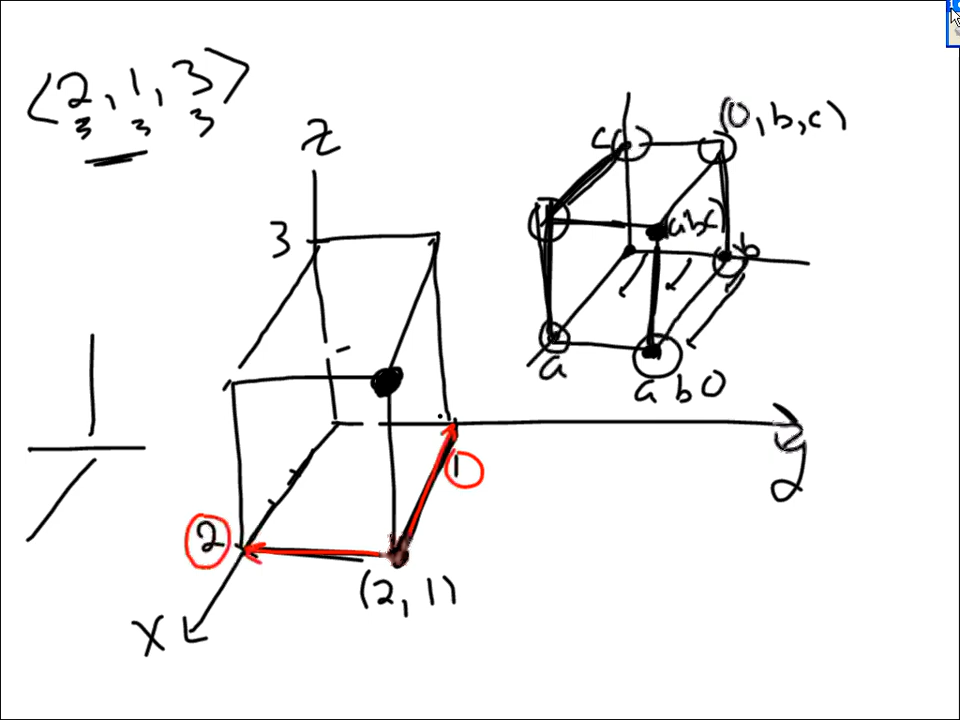 ⟨2, 1, 3⟩
3 3 3
z
3
2
1
(2, 1)
x
y
(0, b, c)
c
(abc)
b
a
a b 0